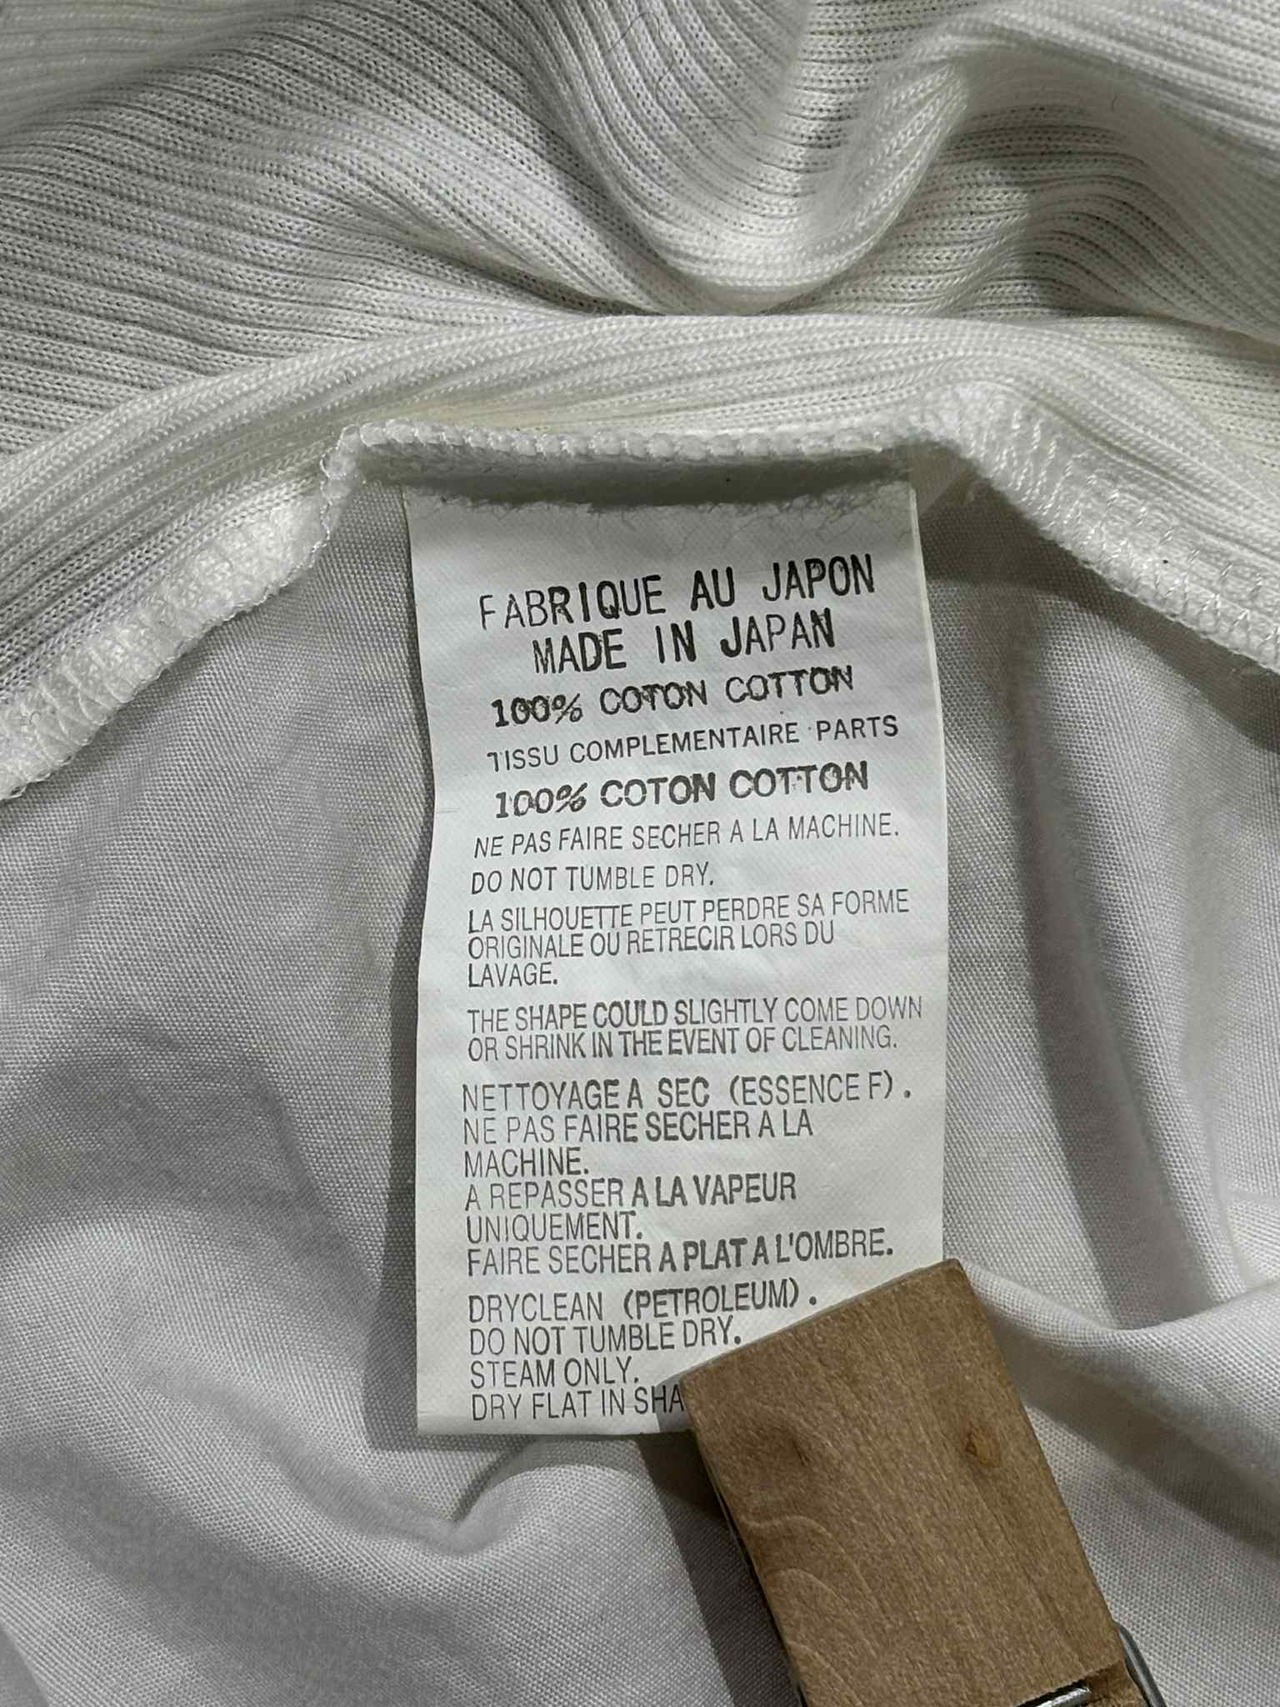 FABRIQUE AU JAPON
MADE IN JAPAN
100% COTON COTTON
TISSU COMPLEMENTAIRE PARTS
100% COTON COTTON
NE PAS FAIRE SECHER A LA MACHINE.
DO NOT TUMBLE DRY.
LA SILHOUETTE PEUT PERDRE SA FORME
ORIGINALE OU RETRECIR LORS DU
LAVAGE.
THE SHAPE COULD SLIGHTLY COME DOWN
OR SHRINK IN THE EVENT OF CLEANING.
NETTOYAGE A SEC (ESSENCE F).
NE PAS FAIRE SECHER A LA
MACHINE.
A REPASSER A LA VAPEUR
UNIQUEMENT.
FAIRE SECHER A PLAT A L'OMBRE.
DRYCLEAN (PETROLEUM).
DO NOT TUMBLE DRY.
STEAM ONLY.
DRY FLAT IN SHA